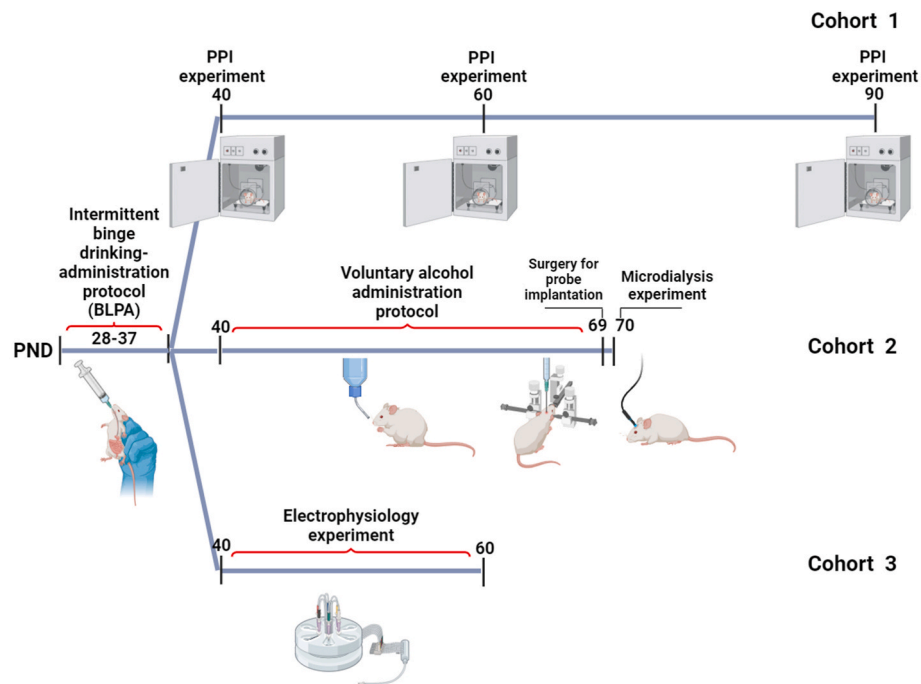 Cohort 1
PPI
experiment
40
PPI
experiment
60
PPI
experiment
90
Intermittent
binge
drinking-
administration
protocol
(BLPA)
28-37
PND
Voluntary alcohol
administration
protocol
40
Surgery for
probe
implantation
69
Microdialysis
experiment
70
Cohort 2
Electrophysiology
experiment
40
60
Cohort 3